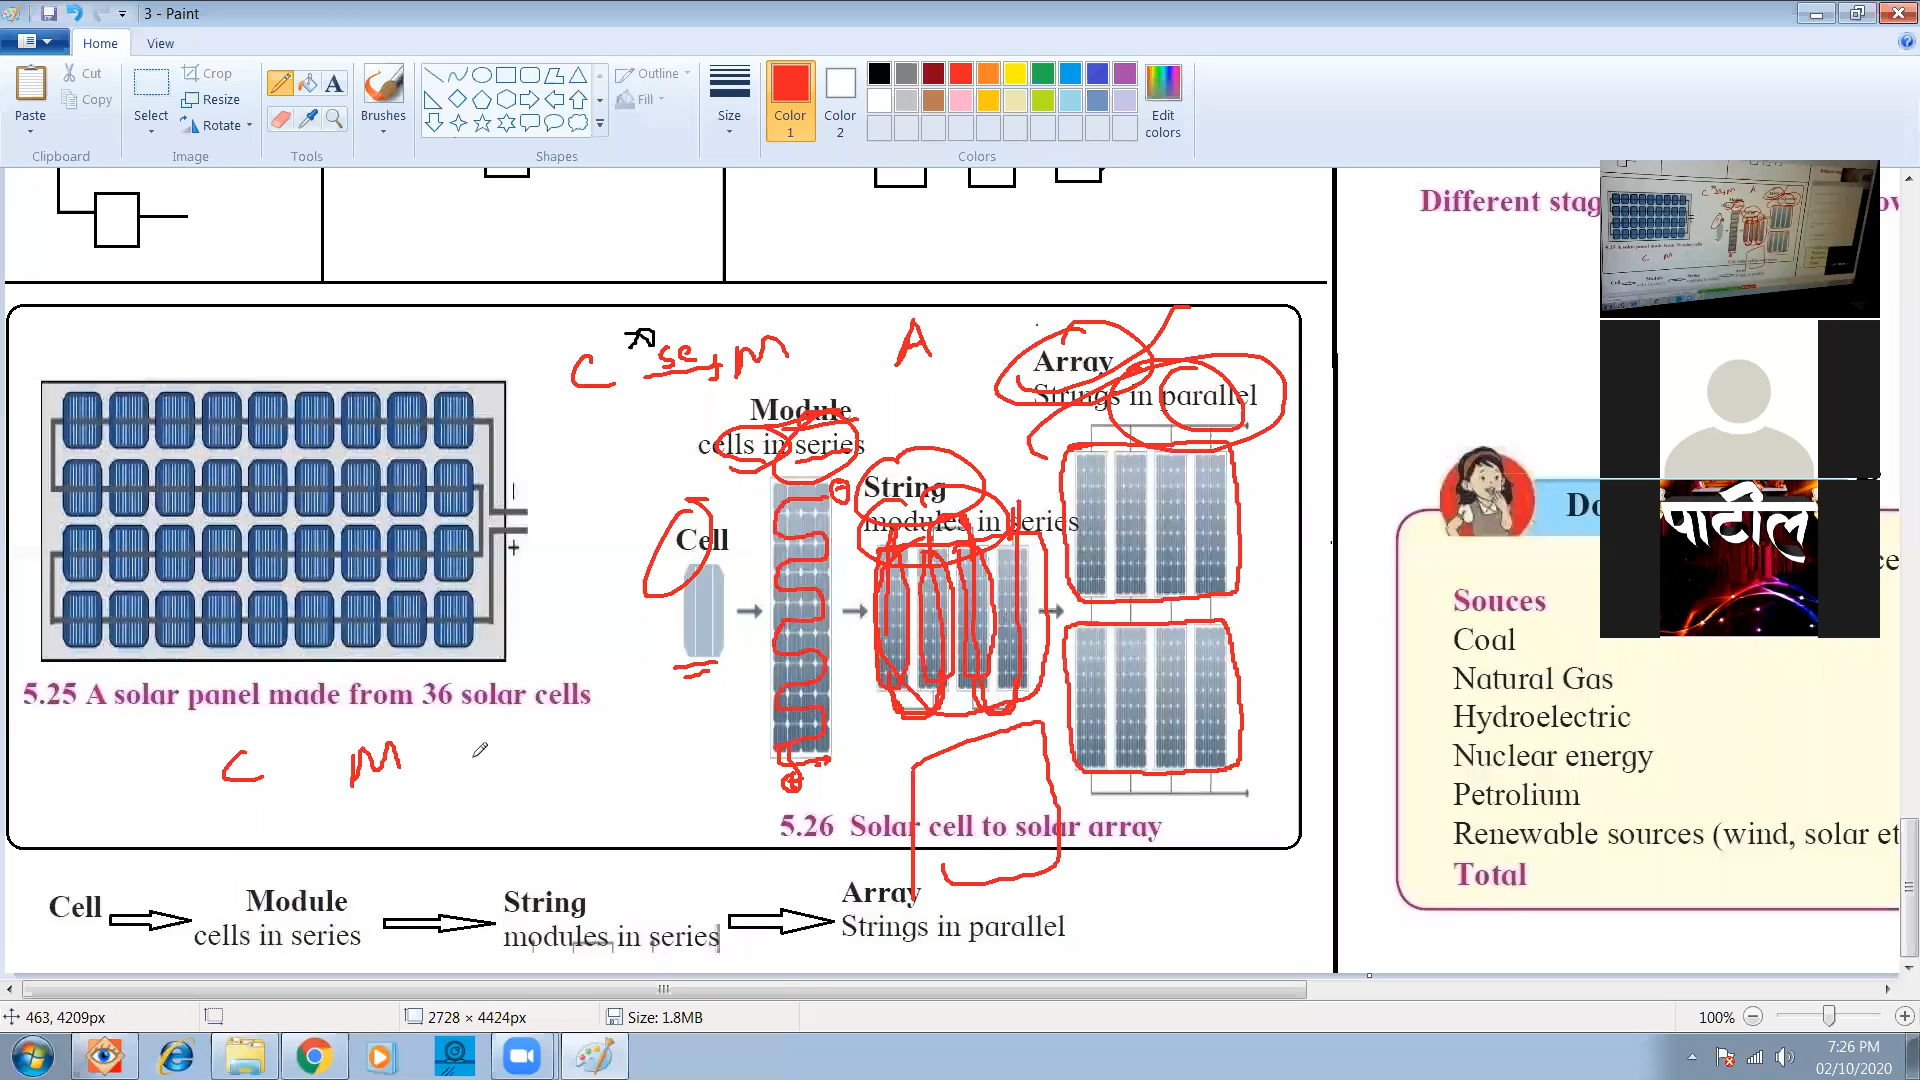 3 - Paint
Home
View
Paste
Cut
Copy
Clipboard
Select
Crop
Resize
Rotate
Image
Tools
Brushes
Shapes
Outline
Fill
Size
Color 1
Color 2
Edit colors
Colors
Different stag
C se M A
Array
Strings in parallel
Module
cells in series
String
modules in series
Cell
+
5.25 A solar panel made from 36 solar cells
C M
5.26 Solar cell to solar array
Cell
Module
cells in series
String
modules in series
Array
Strings in parallel
Do
पाटील
Souces
Coal
Natural Gas
Hydroelectric
Nuclear energy
Petrolium
Renewable sources (wind, solar et
Total
463, 4209px
2728 × 4424px
Size: 1.8MB
100%
7:26 PM
02/10/2020